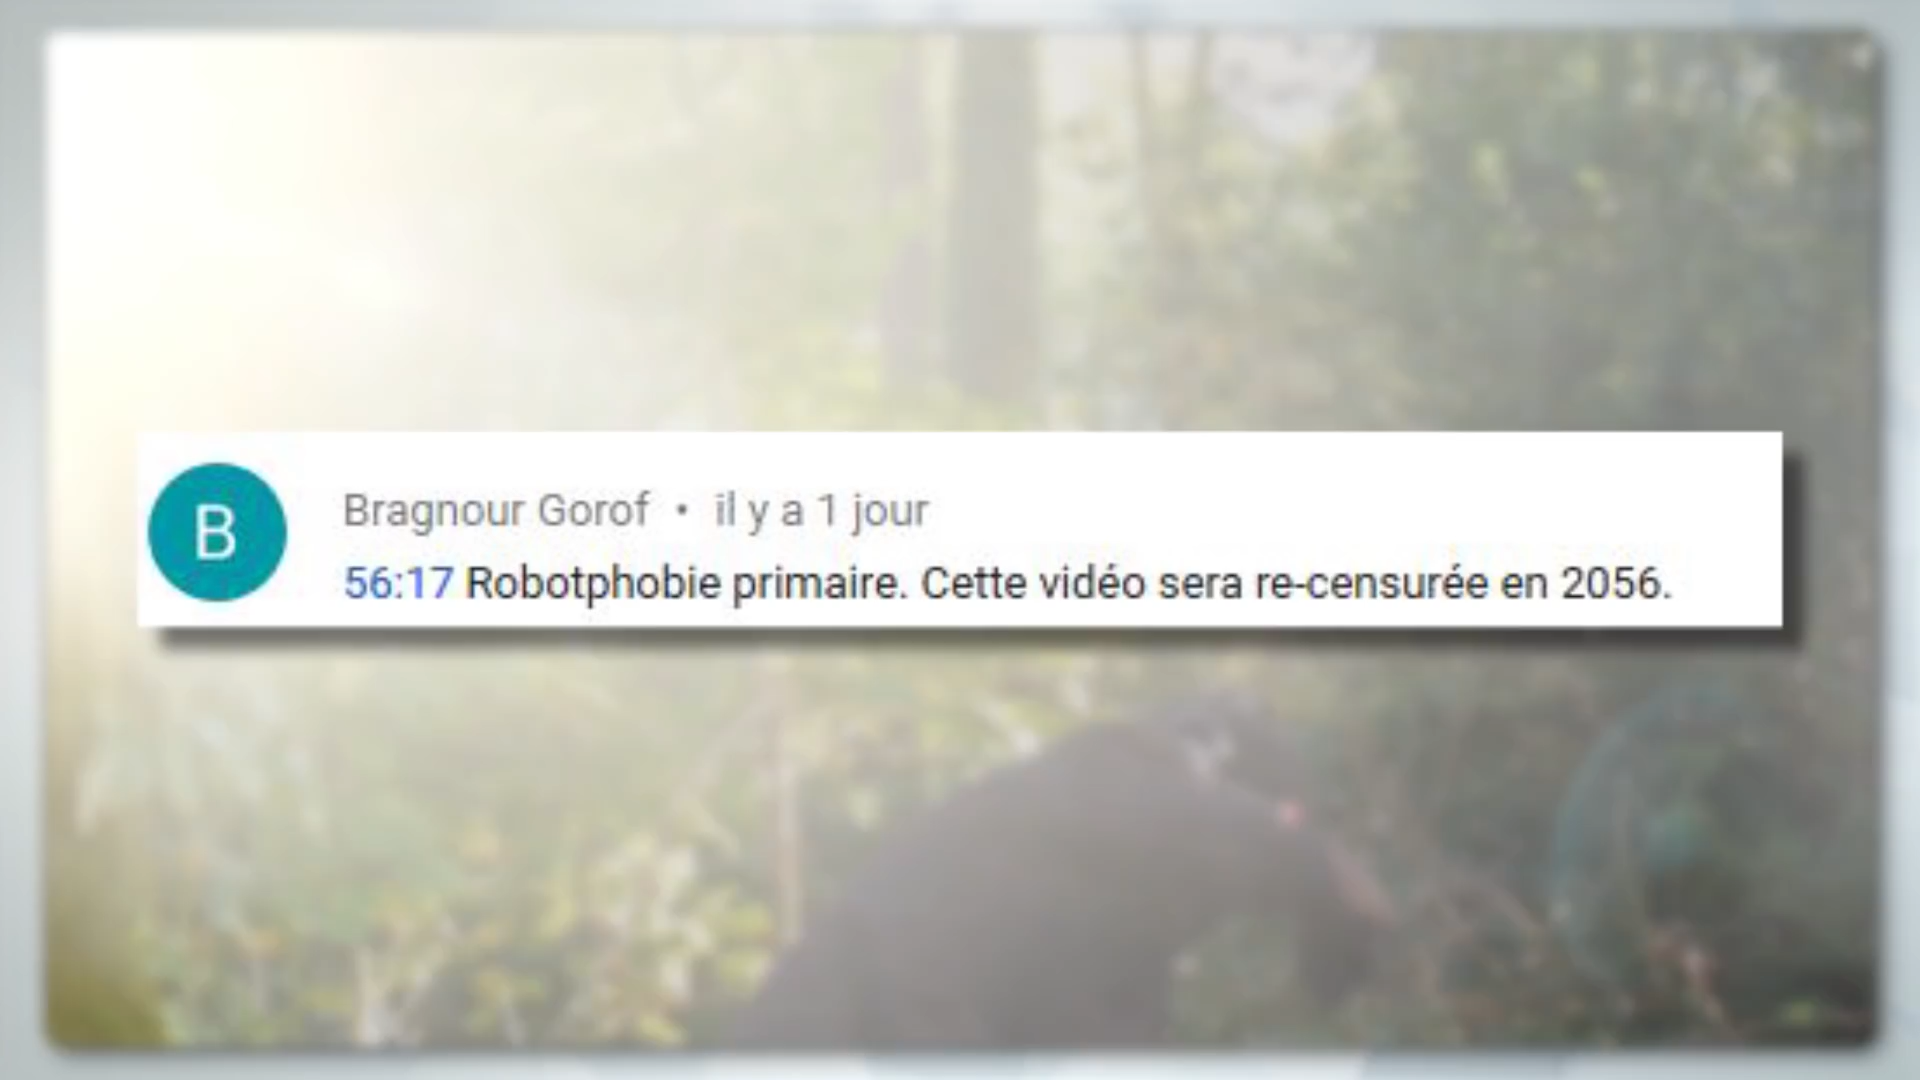 B
Bragnour Gorof • il y a 1 jour
56:17 Robotphobie primaire. Cette vidéo sera re-censurée en 2056.